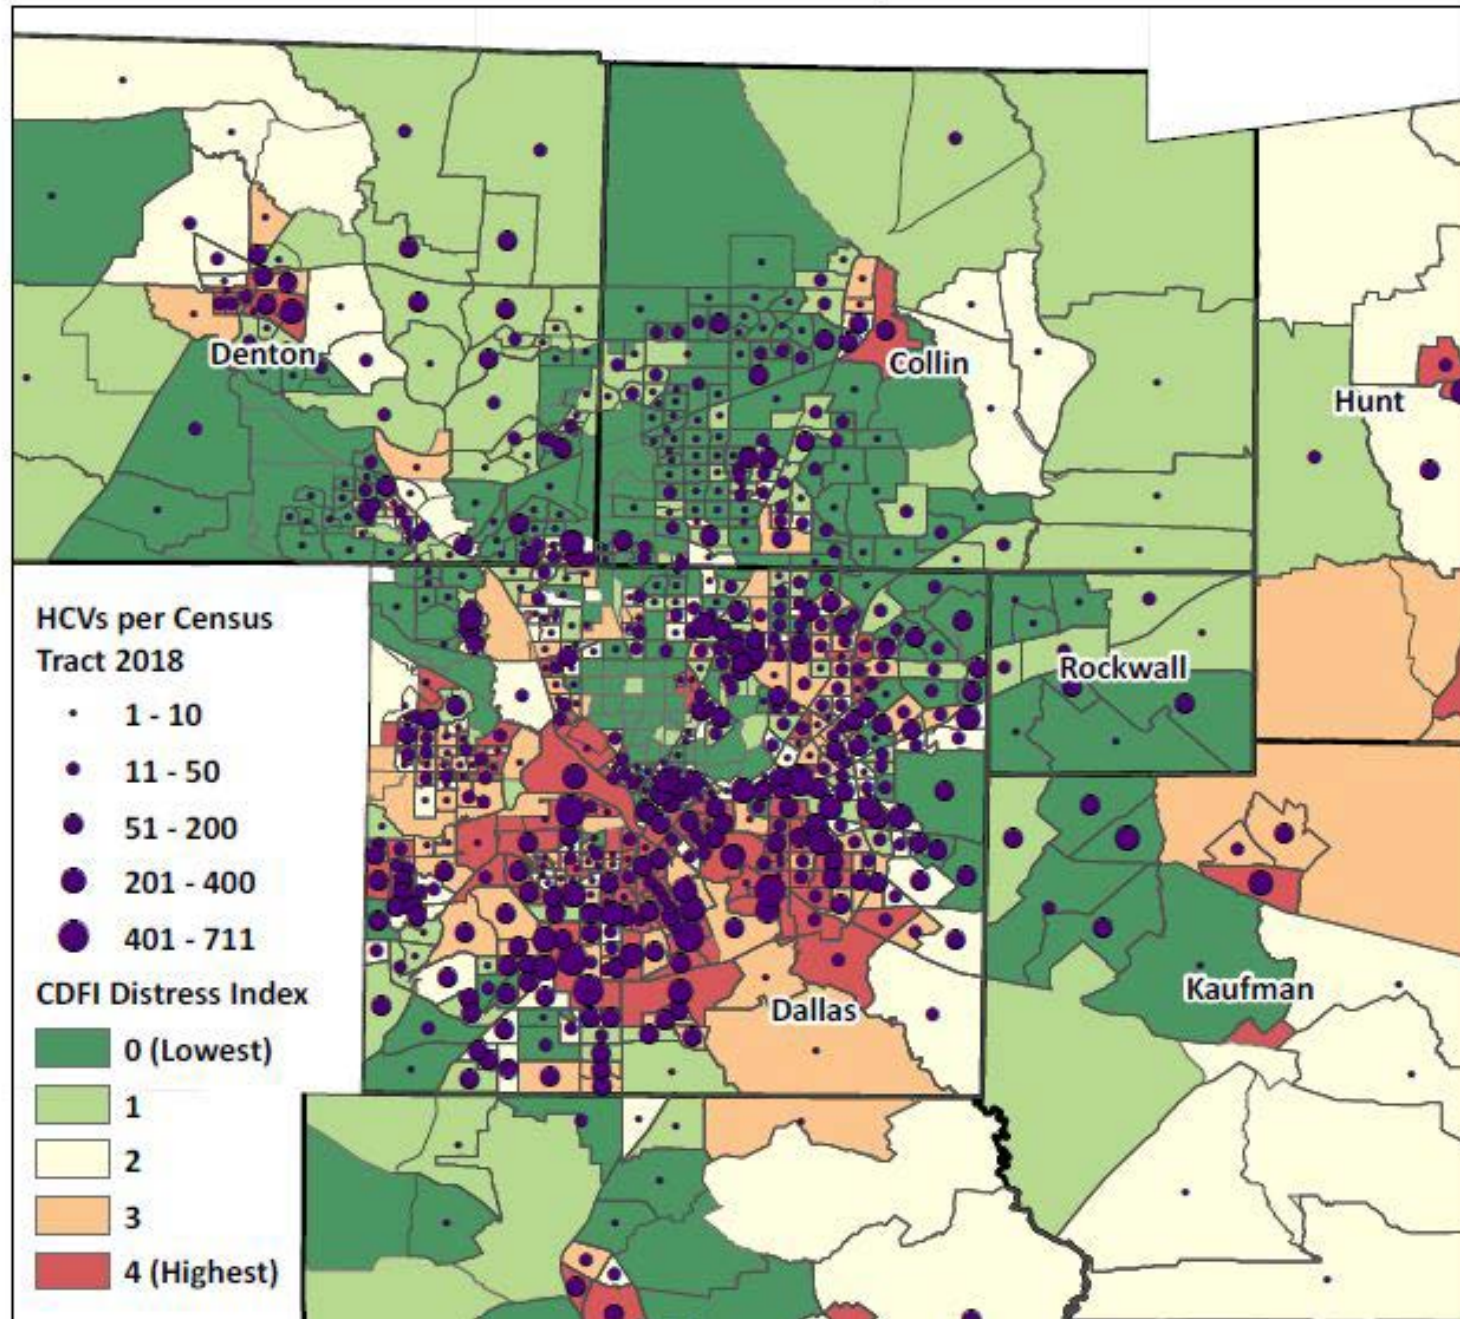 Denton
Collin
Hunt
HCVs per Census
Tract 2018
1 - 10
11 - 50
51 - 200
201 - 400
401 - 711
Rockwall
CDFI Distress Index
0 (Lowest)
1
2
3
4 (Highest)
Kaufman
Dallas